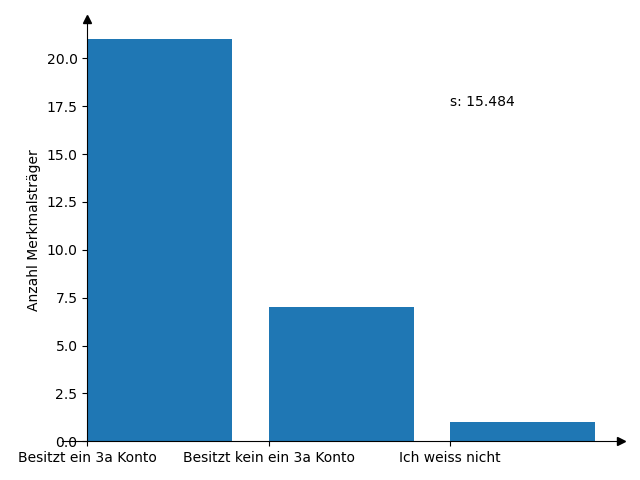 Anzahl Merkmalsträger
20.0
17.5
15.0
12.5
10.0
7.5
5.0
2.5
0.0
s: 15.484
Besitzt ein 3a Konto
Besitzt kein ein 3a Konto
Ich weiss nicht